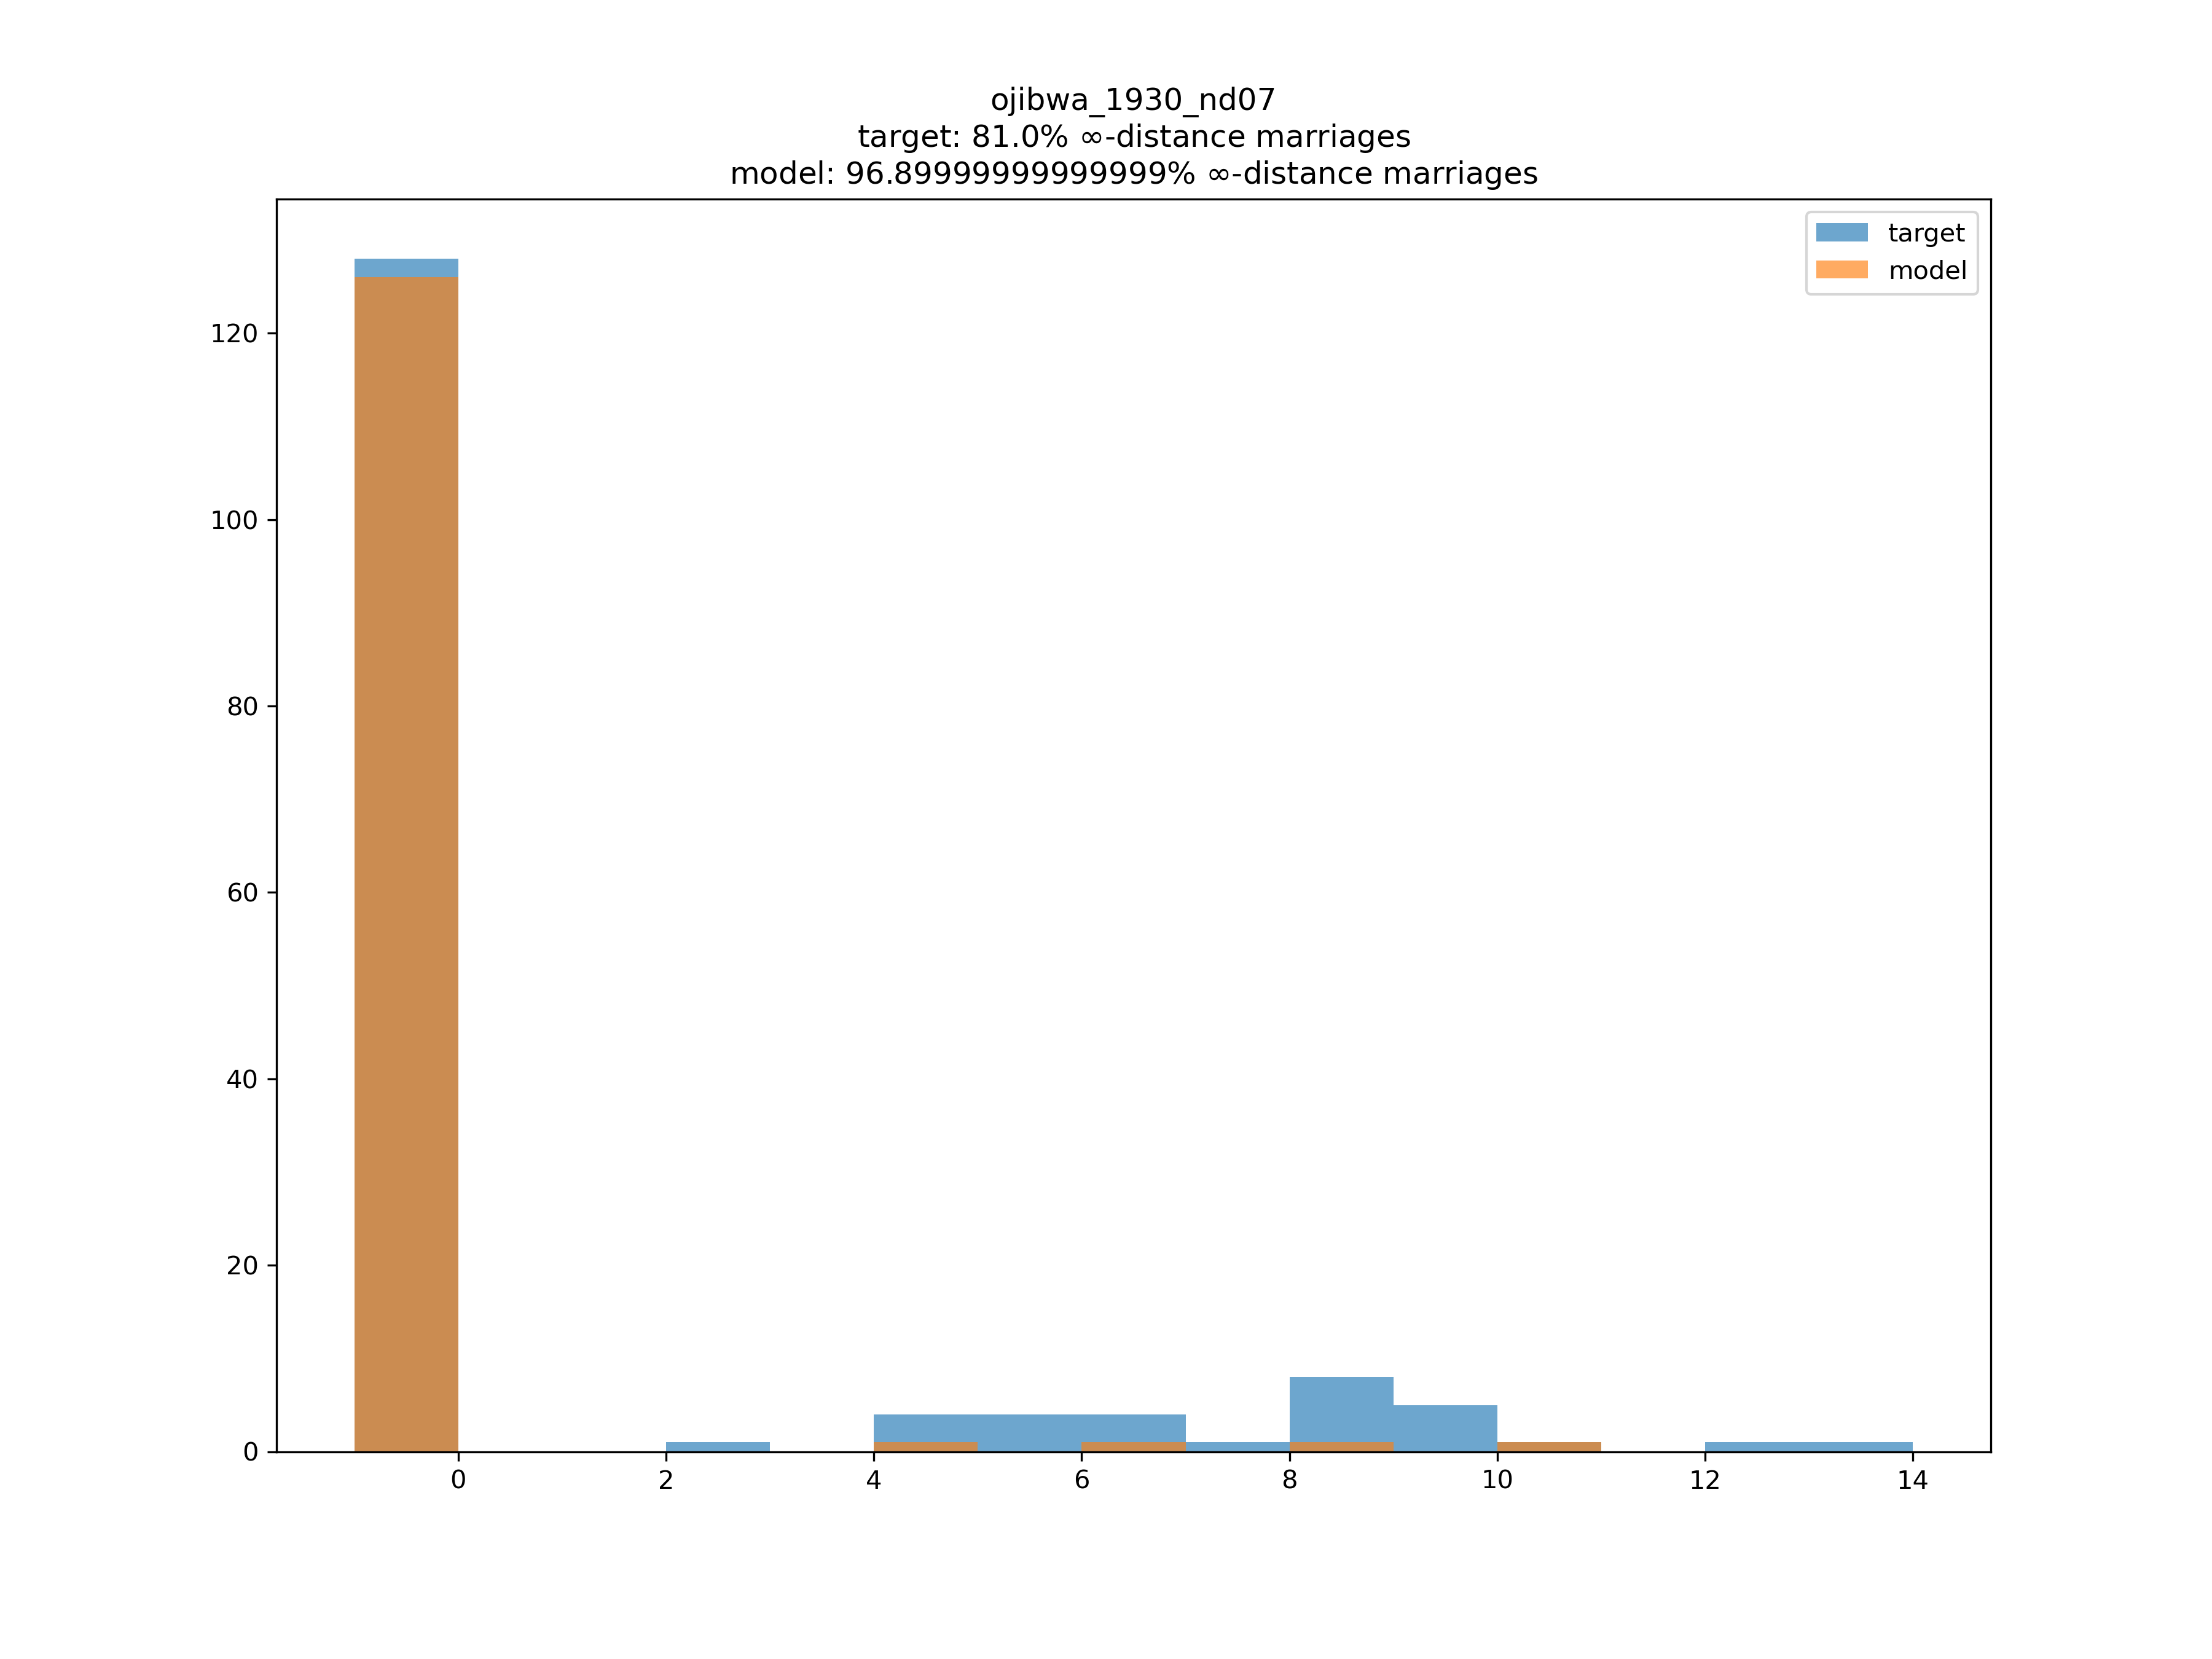 ojibwa_1930_nd07
target: 81.0% ∞-distance marriages
model: 96.89999999999999% ∞-distance marriages
target
model
120
100
80
60
40
20
0
0 2 4 6 8 10 12 14